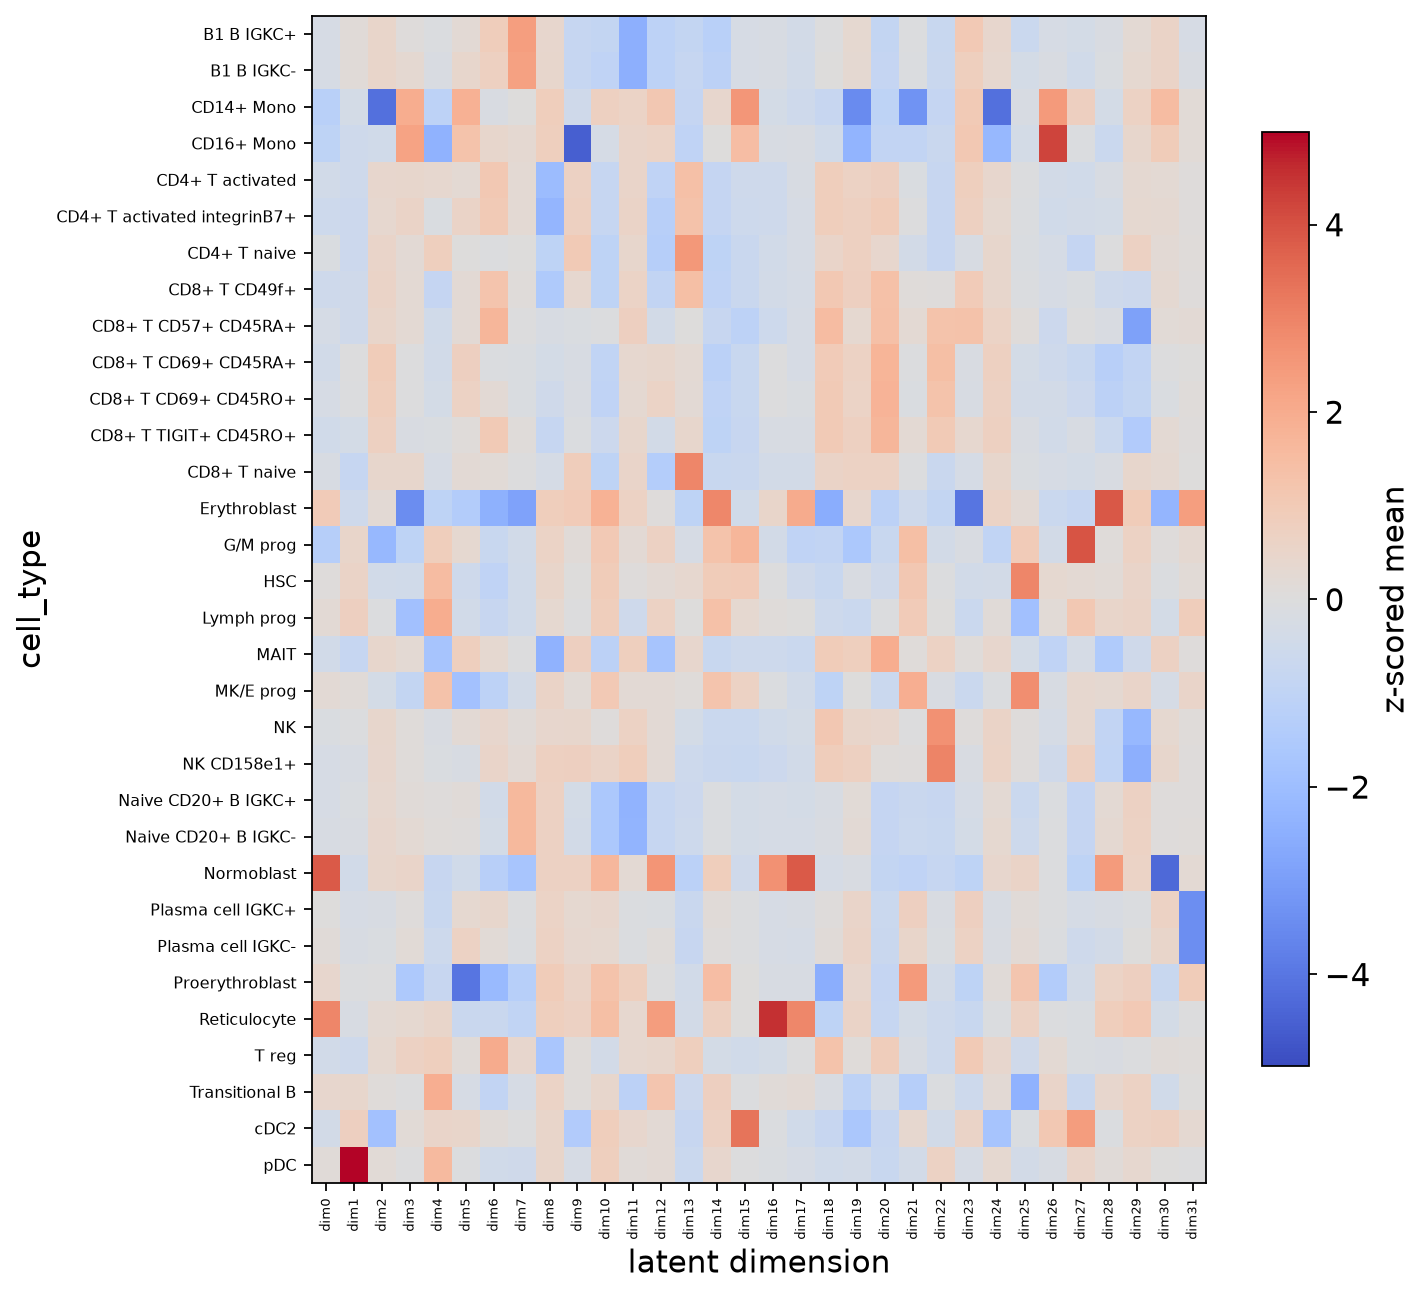 B1 B IGKC+
B1 B IGKC-
CD14+ Mono
CD16+ Mono
CD4+ T activated
CD4+ T activated integrinB7+
CD4+ T naive
CD8+ T CD49f+
CD8+ T CD57+ CD45RA+
CD8+ T CD69+ CD45RA+
CD8+ T CD69+ CD45RO+
CD8+ T TIGIT+ CD45RO+
CD8+ T naive
Erythroblast
G/M prog
HSC
Lymph prog
MAIT
MK/E prog
NK
NK CD158e1+
Naive CD20+ B IGKC+
Naive CD20+ B IGKC-
Normoblast
Plasma cell IGKC+
Plasma cell IGKC-
Proerythroblast
Reticulocyte
T reg
Transitional B
cDC2
pDC
cell_type
dim0
dim1
dim2
dim3
dim4
dim5
dim6
dim7
dim8
dim9
dim10
dim11
dim12
dim13
dim14
dim15
dim16
dim17
dim18
dim19
dim20
dim21
dim22
dim23
dim24
dim25
dim26
dim27
dim28
dim29
dim30
dim31
latent dimension
4
2
0
−2
−4
z-scored mean